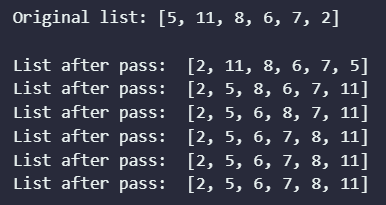 Original list: [5, 11, 8, 6, 7, 2]
List after pass:  [2, 11, 8, 6, 7, 5]
List after pass:  [2, 5, 8, 6, 7, 11]
List after pass:  [2, 5, 6, 8, 7, 11]
List after pass:  [2, 5, 6, 7, 8, 11]
List after pass:  [2, 5, 6, 7, 8, 11]
List after pass:  [2, 5, 6, 7, 8, 11]